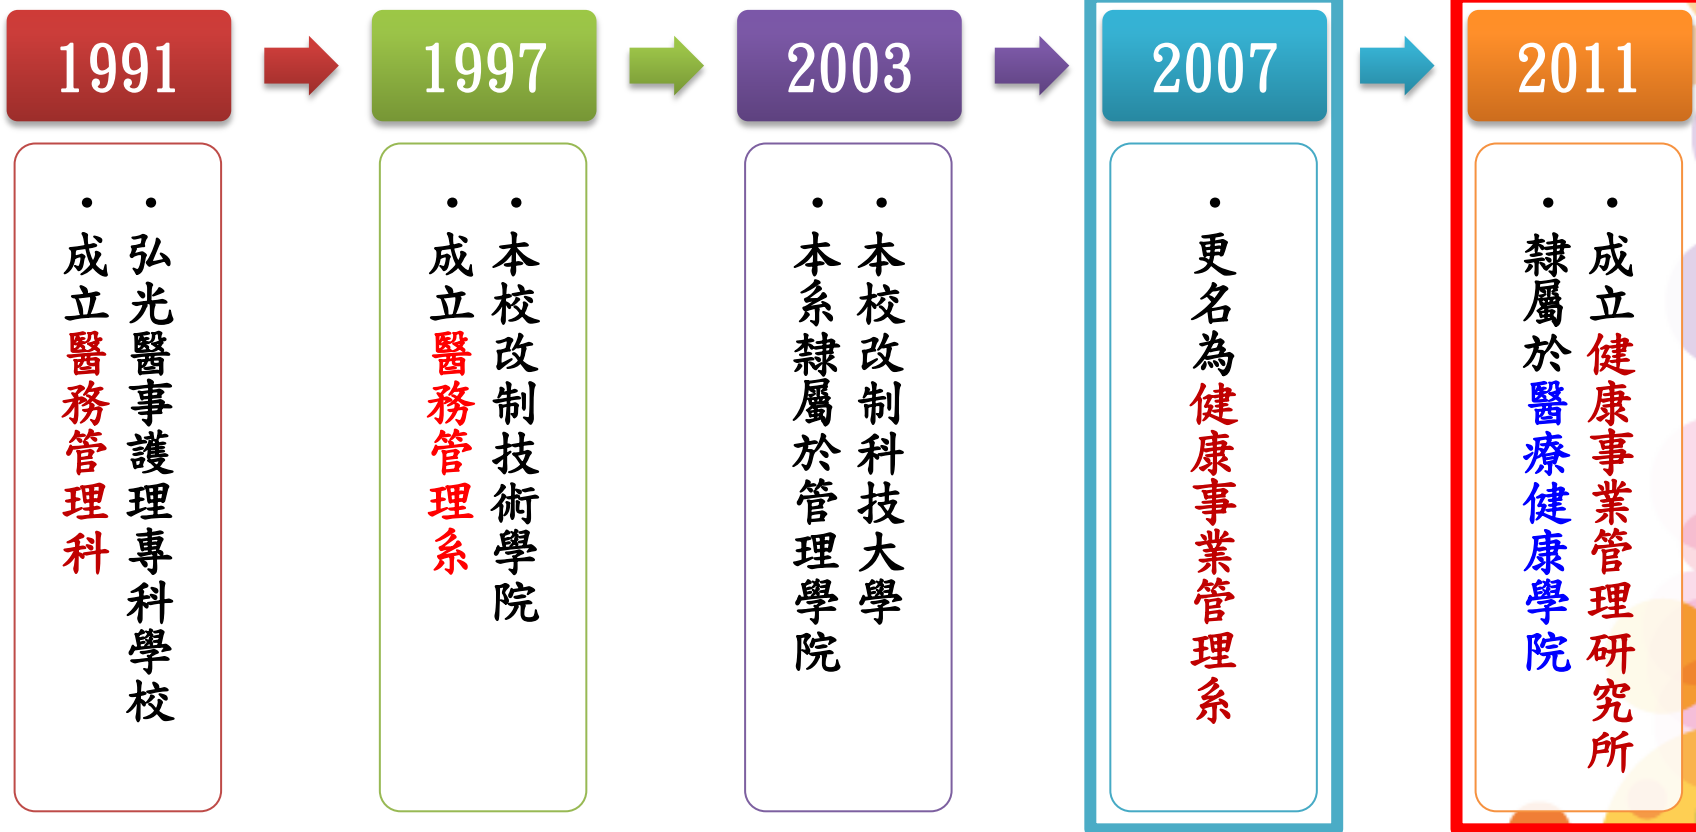 1991
・弘光醫事護理專科學校
・成立醫務管理科
1997
・本校改制技術學院
・成立醫務管理系
2003
・本校改制科技大學
・本系隸屬於管理學院
2007
・更名為健康事業管理系
2011
・成立健康事業管理研究所
・隸屬於醫療健康學院